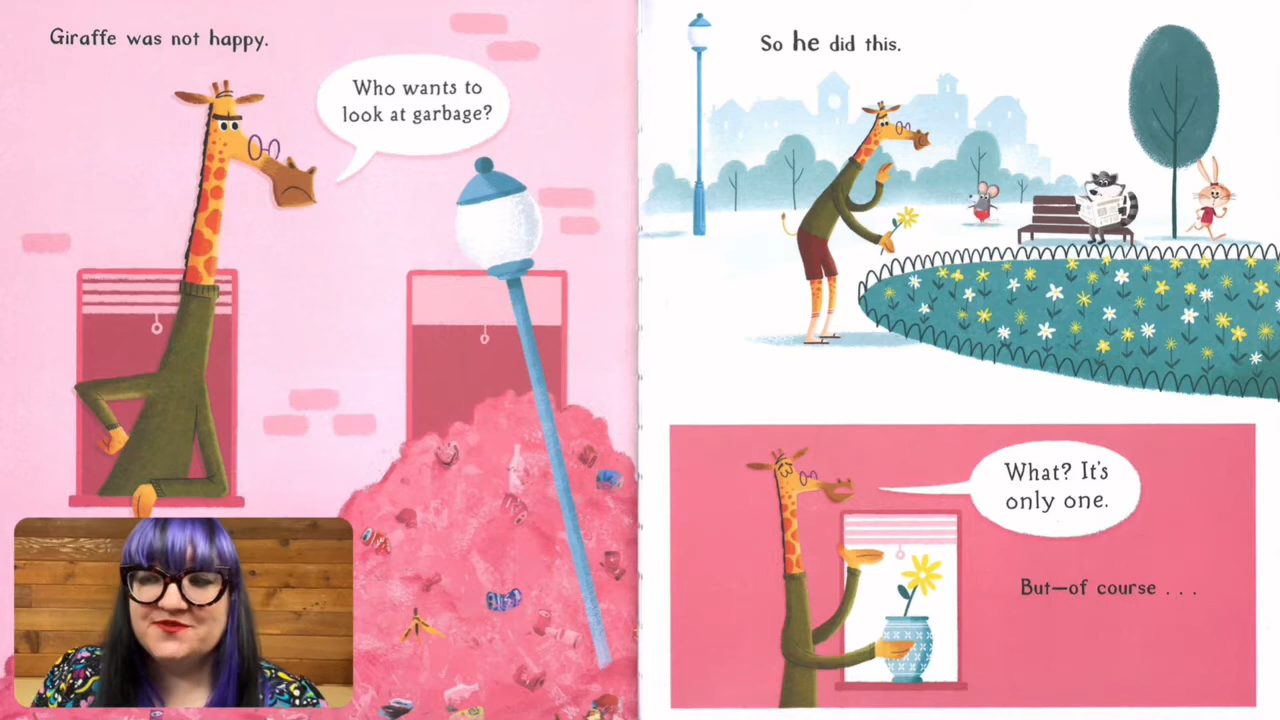 Giraffe was not happy.
Who wants to
look at garbage?
So he did this.
What? It's
only one.
But—of course . . .